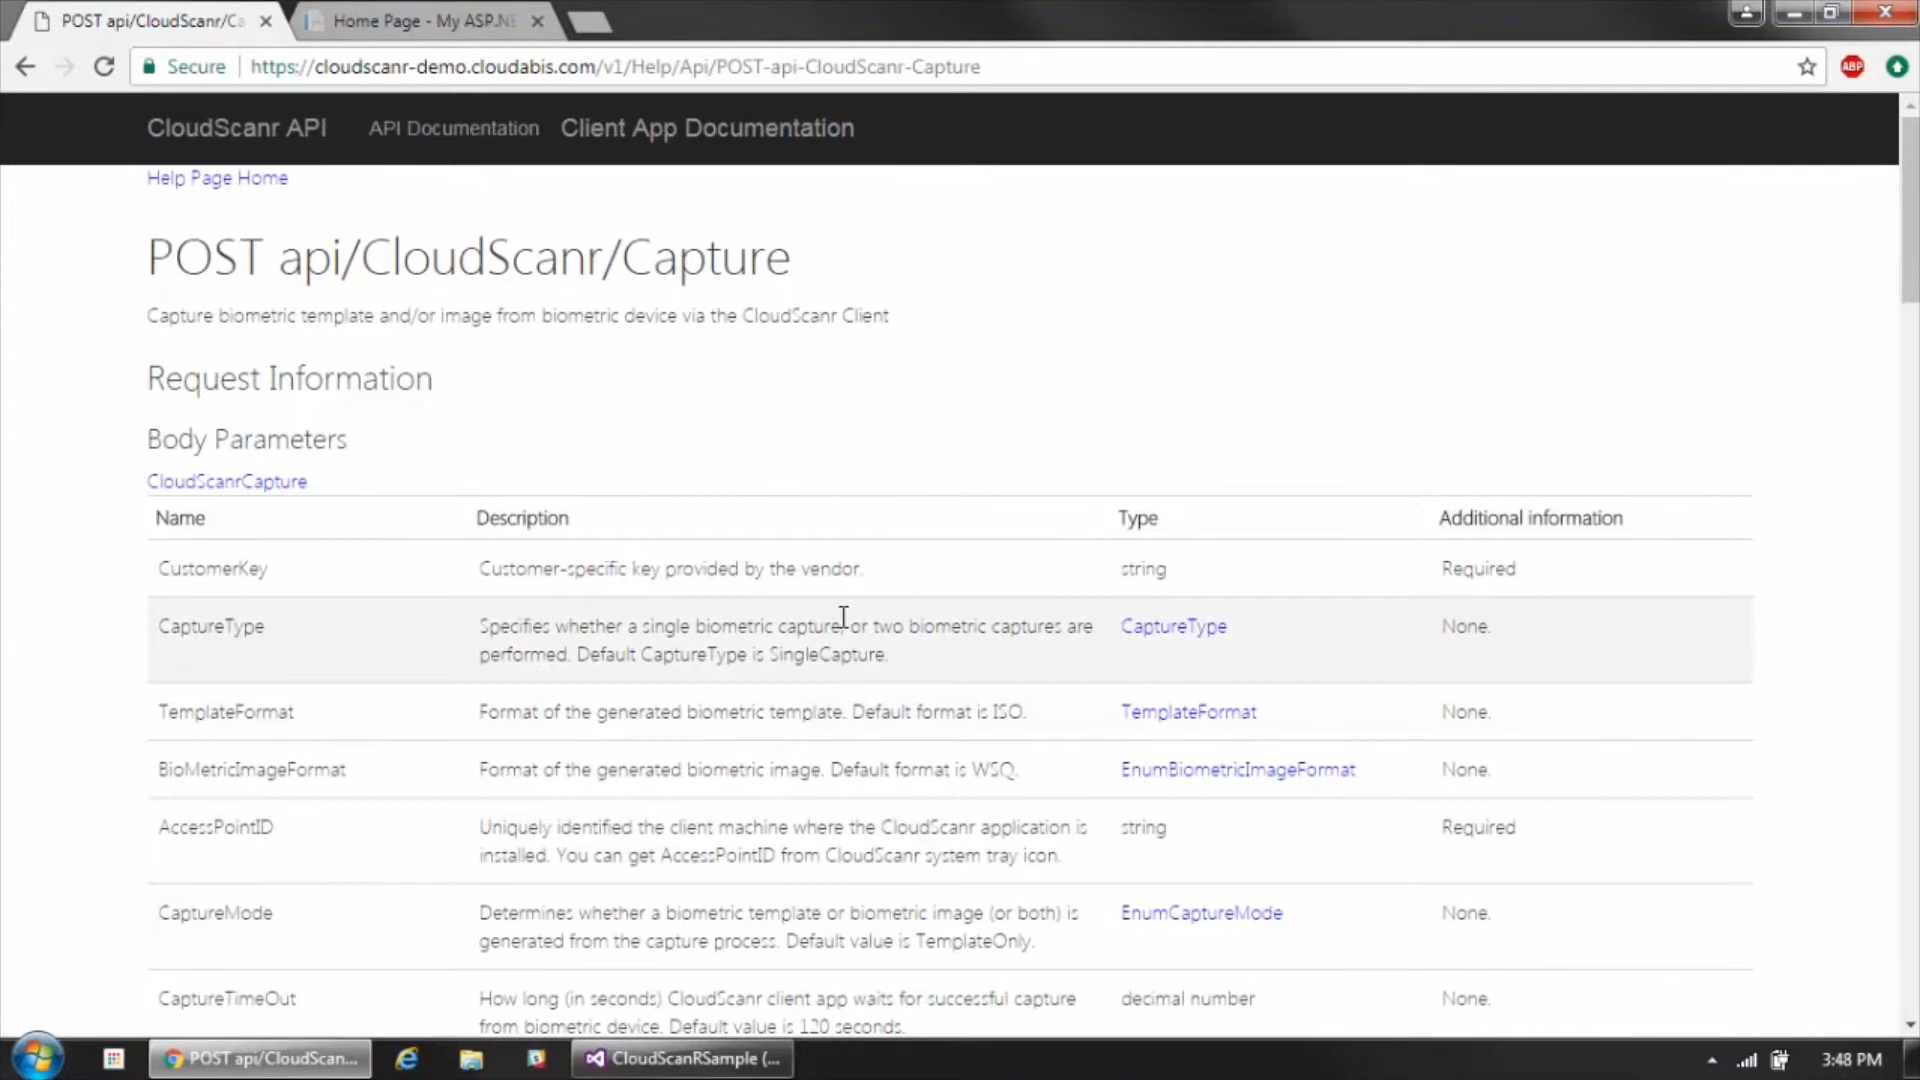 POST api/CloudScanr/Ca
Home Page - My ASP.NE
Secure https://cloudscanr-demo.cloudabis.com/v1/Help/Api/POST-api-CloudScanr-Capture
ABP
CloudScanr API API Documentation Client App Documentation
Help Page Home
POST api/CloudScanr/Capture
Capture biometric template and/or image from biometric device via the CloudScanr Client
Request Information
Body Parameters
CloudScanrCapture
Name Description Type Additional information
CustomerKey Customer-specific key provided by the vendor. string Required
CaptureType Specifies whether a single biometric capture, or two biometric captures are CaptureType None.
performed. Default CaptureType is SingleCapture.
TemplateFormat Format of the generated biometric template. Default format is ISO. TemplateFormat None.
BioMetricImageFormat Format of the generated biometric image. Default format is WSQ. EnumBiometricImageFormat None.
AccessPointID Uniquely identified the client machine where the CloudScanr application is string Required
installed. You can get AccessPointID from CloudScanr system tray icon.
CaptureMode Determines whether a biometric template or biometric image (or both) is EnumCaptureMode None.
generated from the capture process. Default value is TemplateOnly.
CaptureTimeOut How long (in seconds) CloudScanr client app waits for successful capture decimal number None.
from biometric device. Default value is 120 seconds.
POST api/CloudScan...
CloudScanRSample (...
3:48 PM